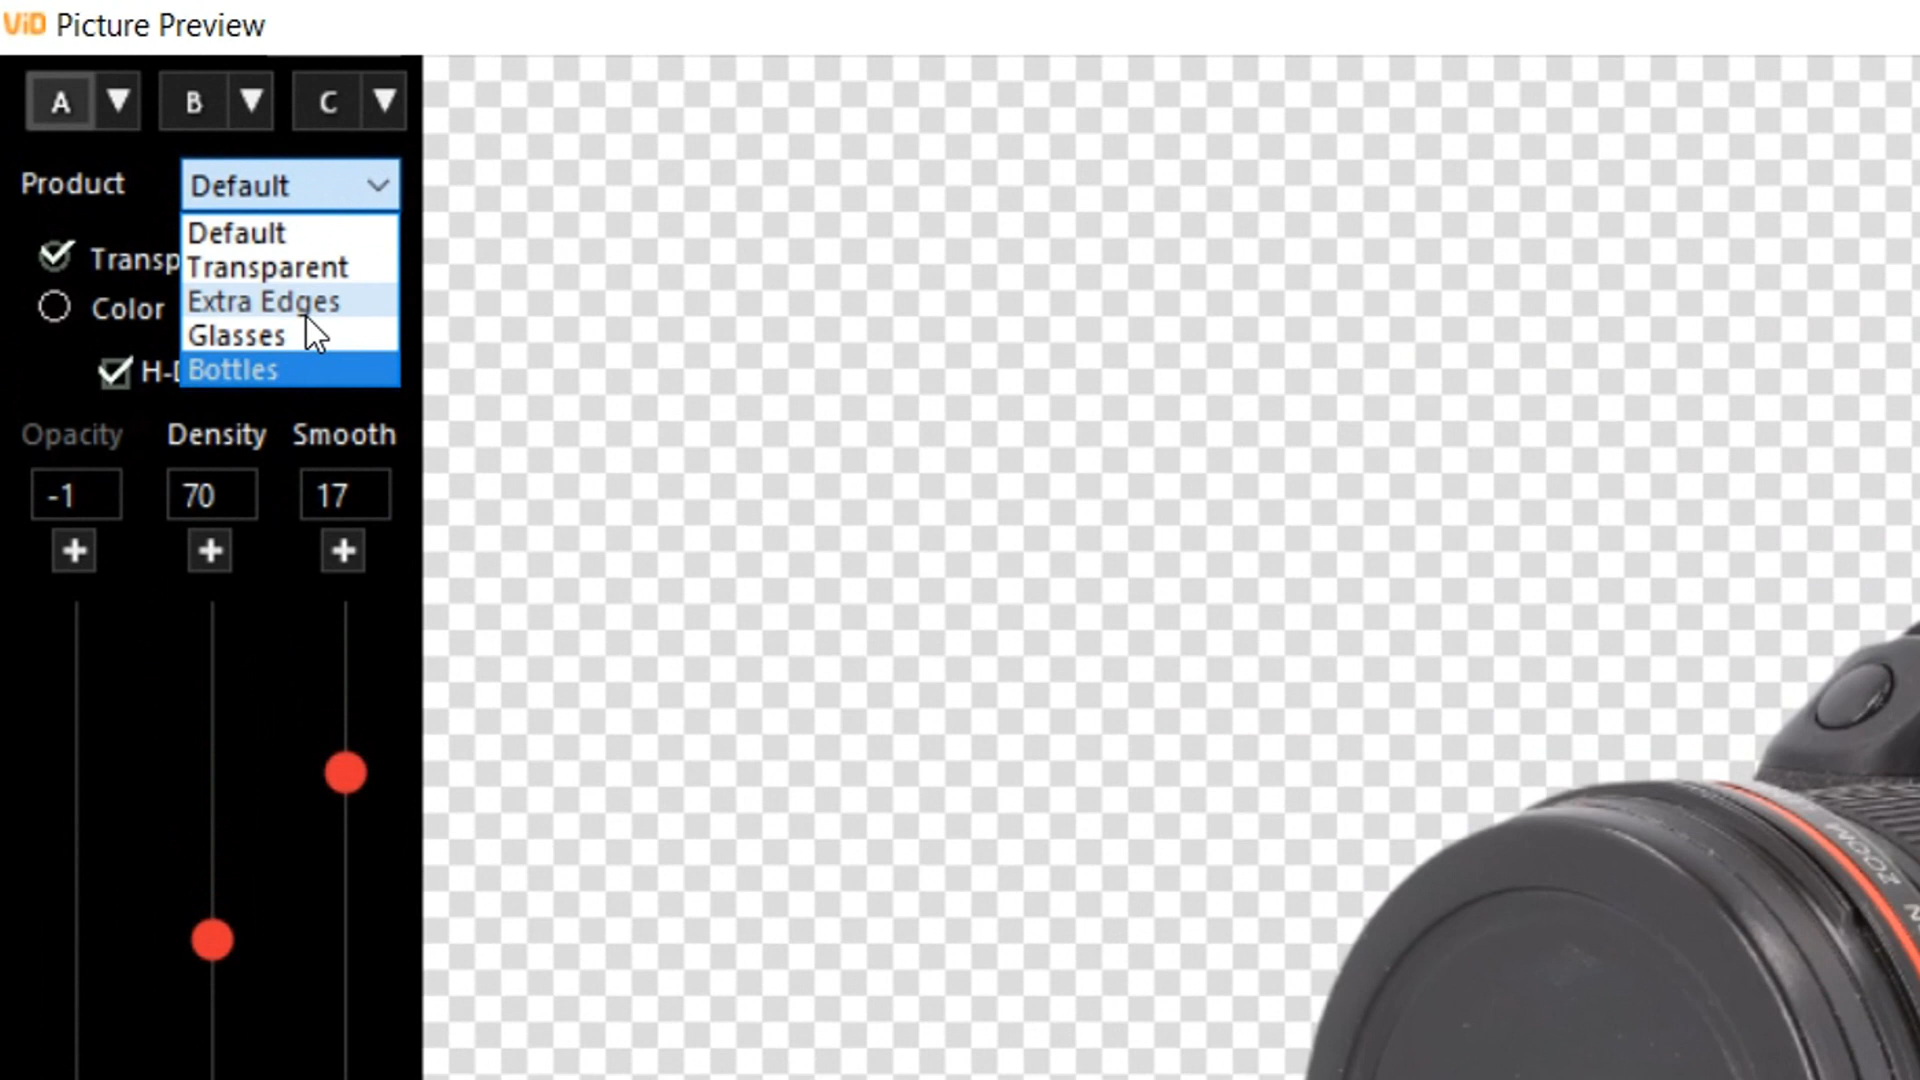 ViD Picture Preview
A B C
Product Default
Default
Transp Transparent
Extra Edges
Color
Glasses
H-D Bottles
Opacity Density Smooth
-1 70 17
ZOOM